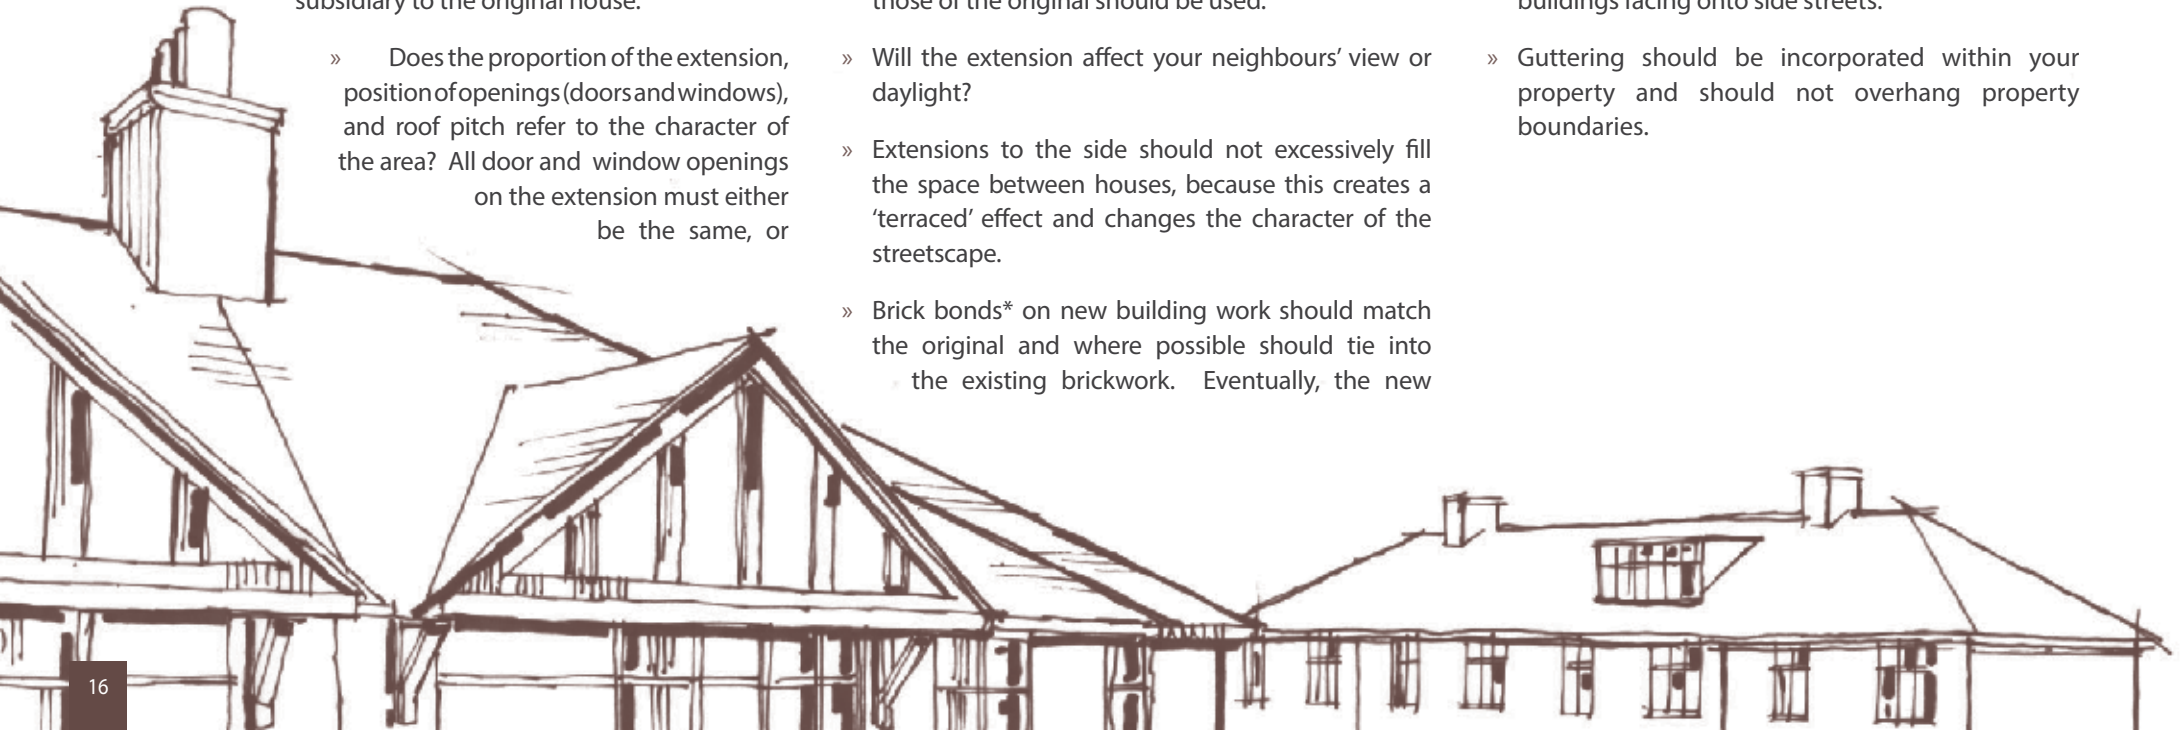 subsidiary to the original house.
» Does the proportion of the extension,
position of openings (doors and windows),
and roof pitch refer to the character of
the area? All door and window openings
on the extension must either
be the same, or
those of the original should be used.
» Will the extension affect your neighbours’ view or
daylight?
» Extensions to the side should not excessively fill
the space between houses, because this creates a
‘terraced’ effect and changes the character of the
streetscape.
» Brick bonds* on new building work should match
the original and where possible should tie into
the existing brickwork. Eventually, the new
buildings facing onto side streets.
» Guttering should be incorporated within your
property and should not overhang property
boundaries.
16